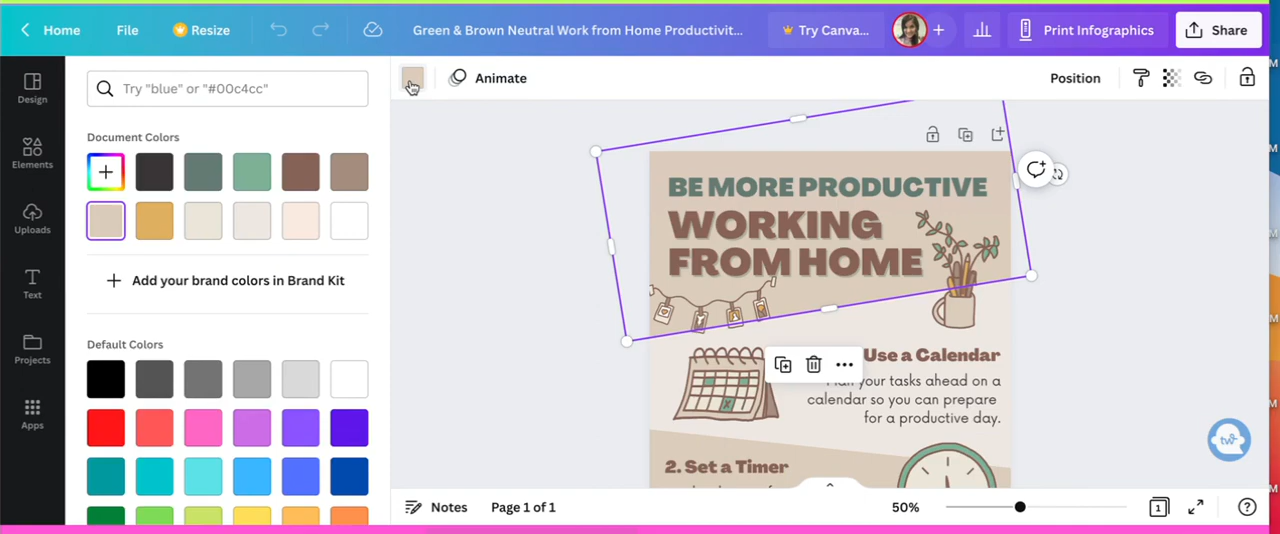 Home File Resize Green & Brown Neutral Work from Home Productivit... Try Canva... + Print Infographics Share
Design
Elements
Uploads
Text
Projects
Apps
Try "blue" or "#00c4cc"
Document Colors
Add your brand colors in Brand Kit
Default Colors
Animate Position
BE MORE PRODUCTIVE
WORKING
FROM HOME
Use a Calendar
your tasks ahead on a
calendar so you can prepare
for a productive day.
2. Set a Timer
Notes Page 1 of 1 50% 1
tw